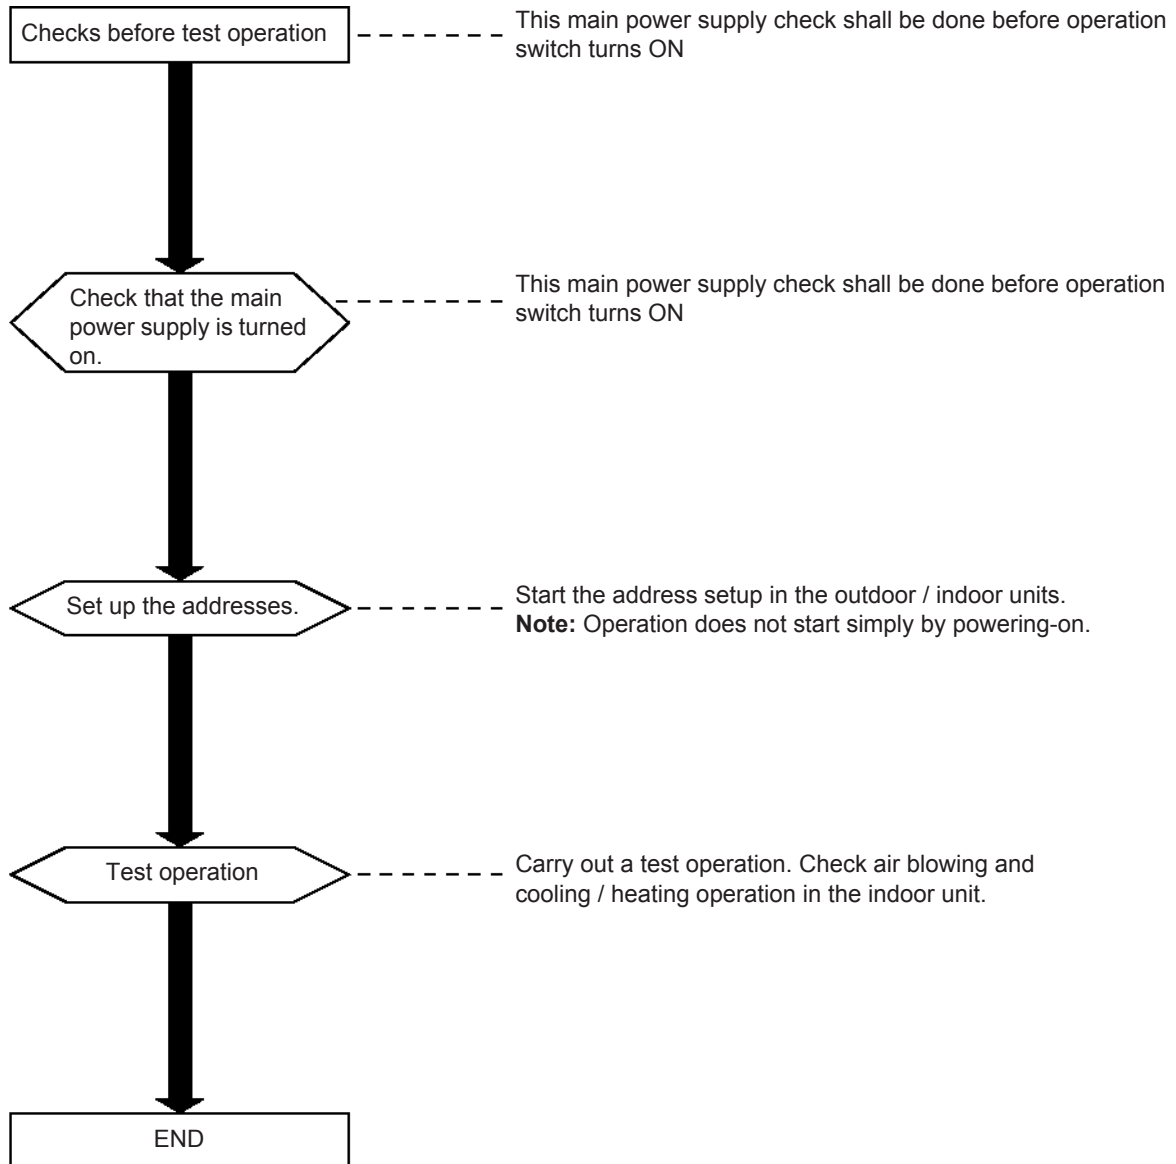 Checks before test operation
This main power supply check shall be done before operation
switch turns ON
Check that the main
power supply is turned
on.
This main power supply check shall be done before operation
switch turns ON
Set up the addresses.
Start the address setup in the outdoor / indoor units.
Note: Operation does not start simply by powering-on.
Test operation
Carry out a test operation. Check air blowing and
cooling / heating operation in the indoor unit.
END